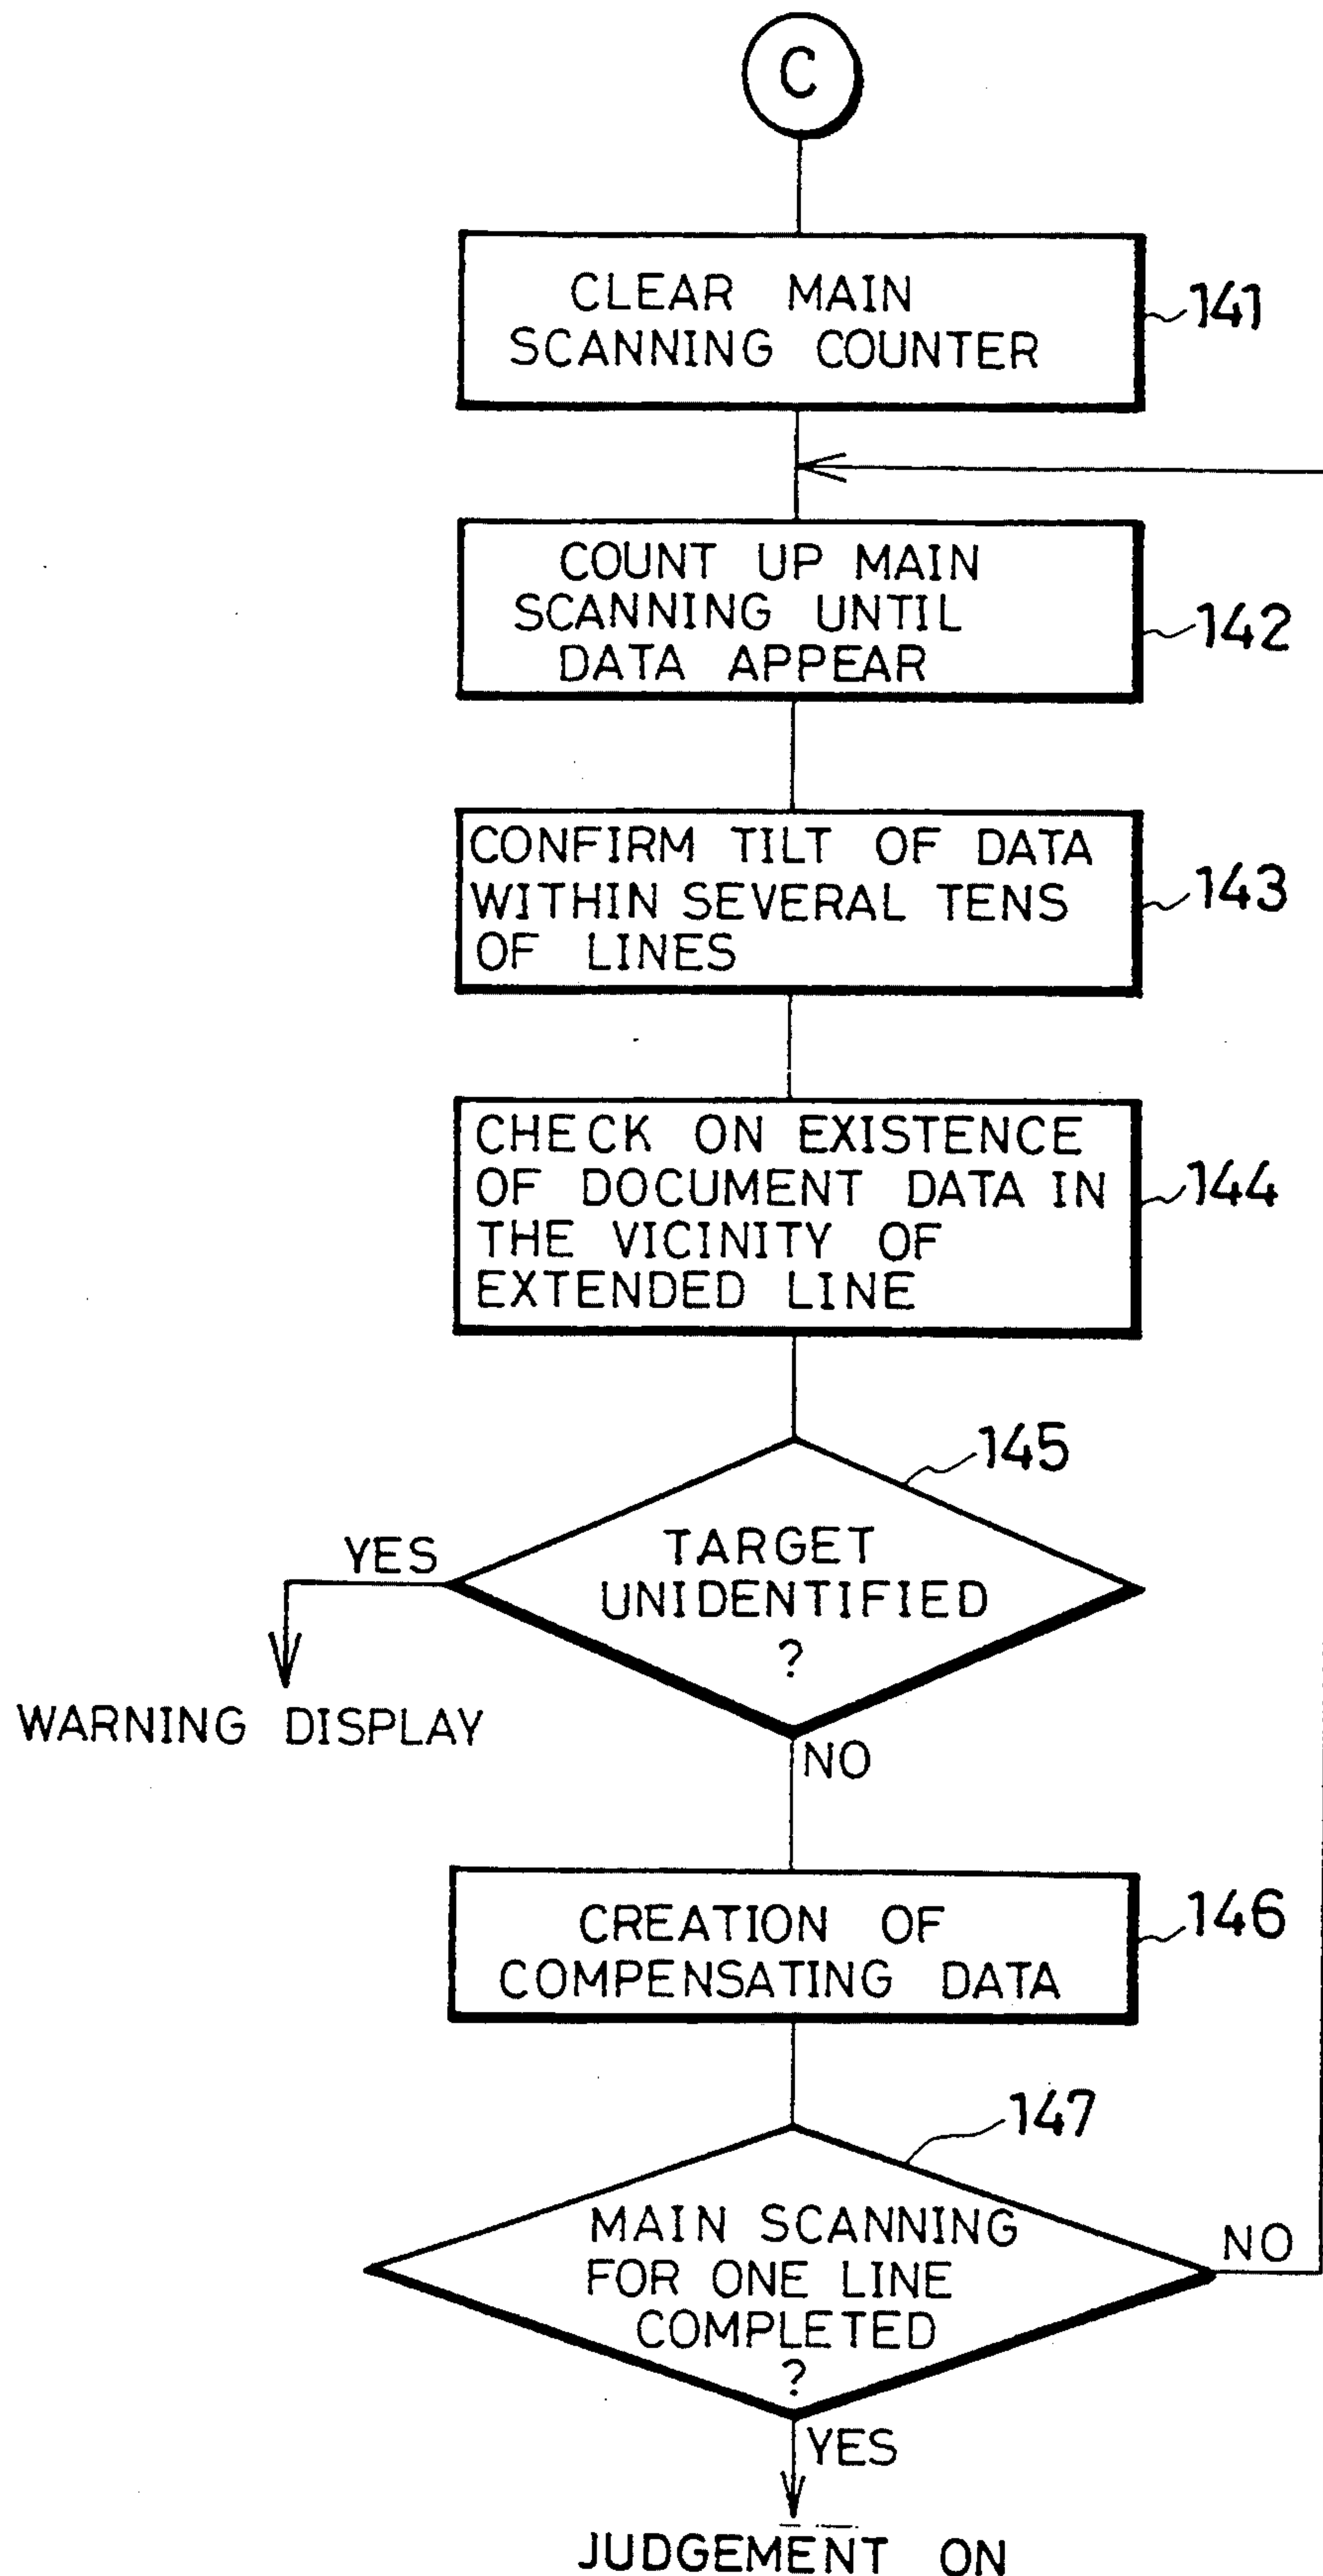 C
CLEAR MAIN
SCANNING COUNTER
141
COUNT UP MAIN
SCANNING UNTIL
DATA APPEAR
142
CONFIRM TILT OF DATA
WITHIN SEVERAL TENS
OF LINES
143
CHECK ON EXISTENCE
OF DOCUMENT DATA IN
THE VICINITY OF
EXTENDED LINE
144
145
YES
TARGET
UNIDENTIFIED
?
WARNING DISPLAY
NO
CREATION OF
COMPENSATING DATA
146
147
MAIN SCANNING
FOR ONE LINE
COMPLETED
?
NO
YES
JUDGEMENT ON